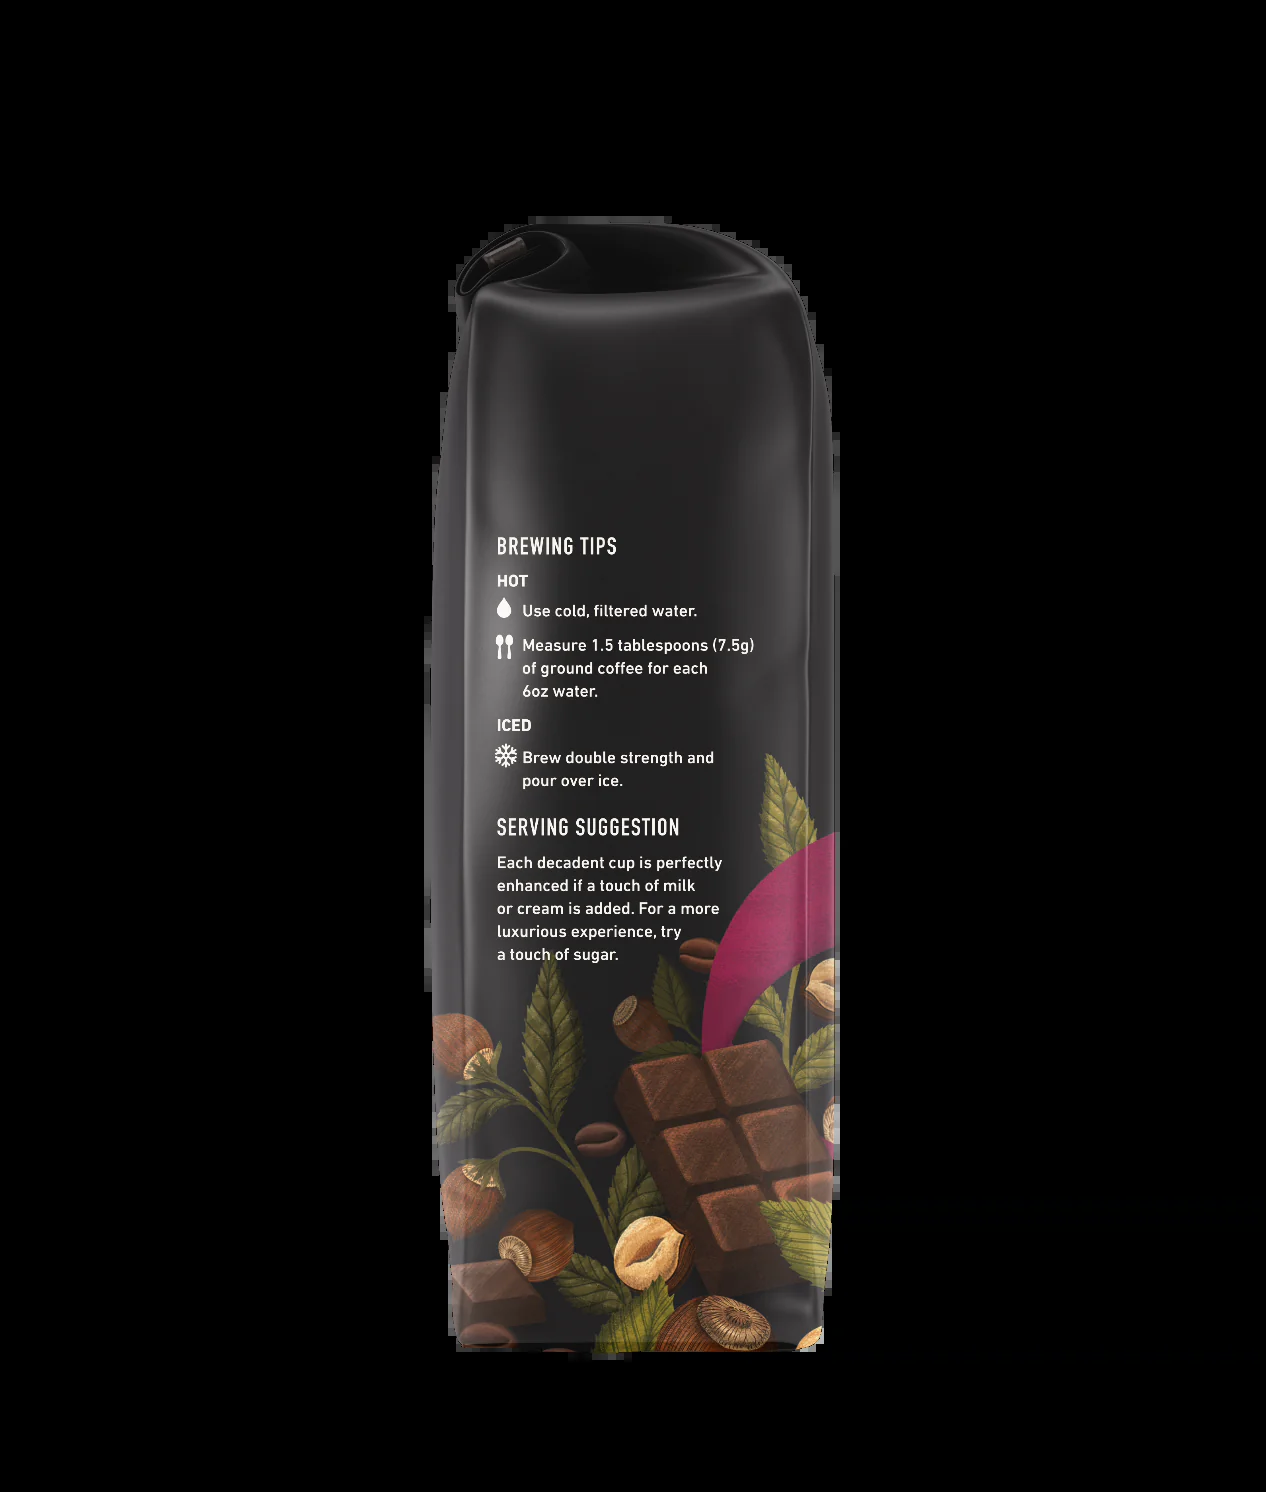 BREWING TIPS
HOT
Use cold, filtered water.
Measure 1.5 tablespoons (7.5g)
of ground coffee for each
6oz water.
ICED
Brew double strength and
pour over ice.
SERVING SUGGESTION
Each decadent cup is perfectly
enhanced if a touch of milk
or cream is added. For a more
luxurious experience, try
a touch of sugar.